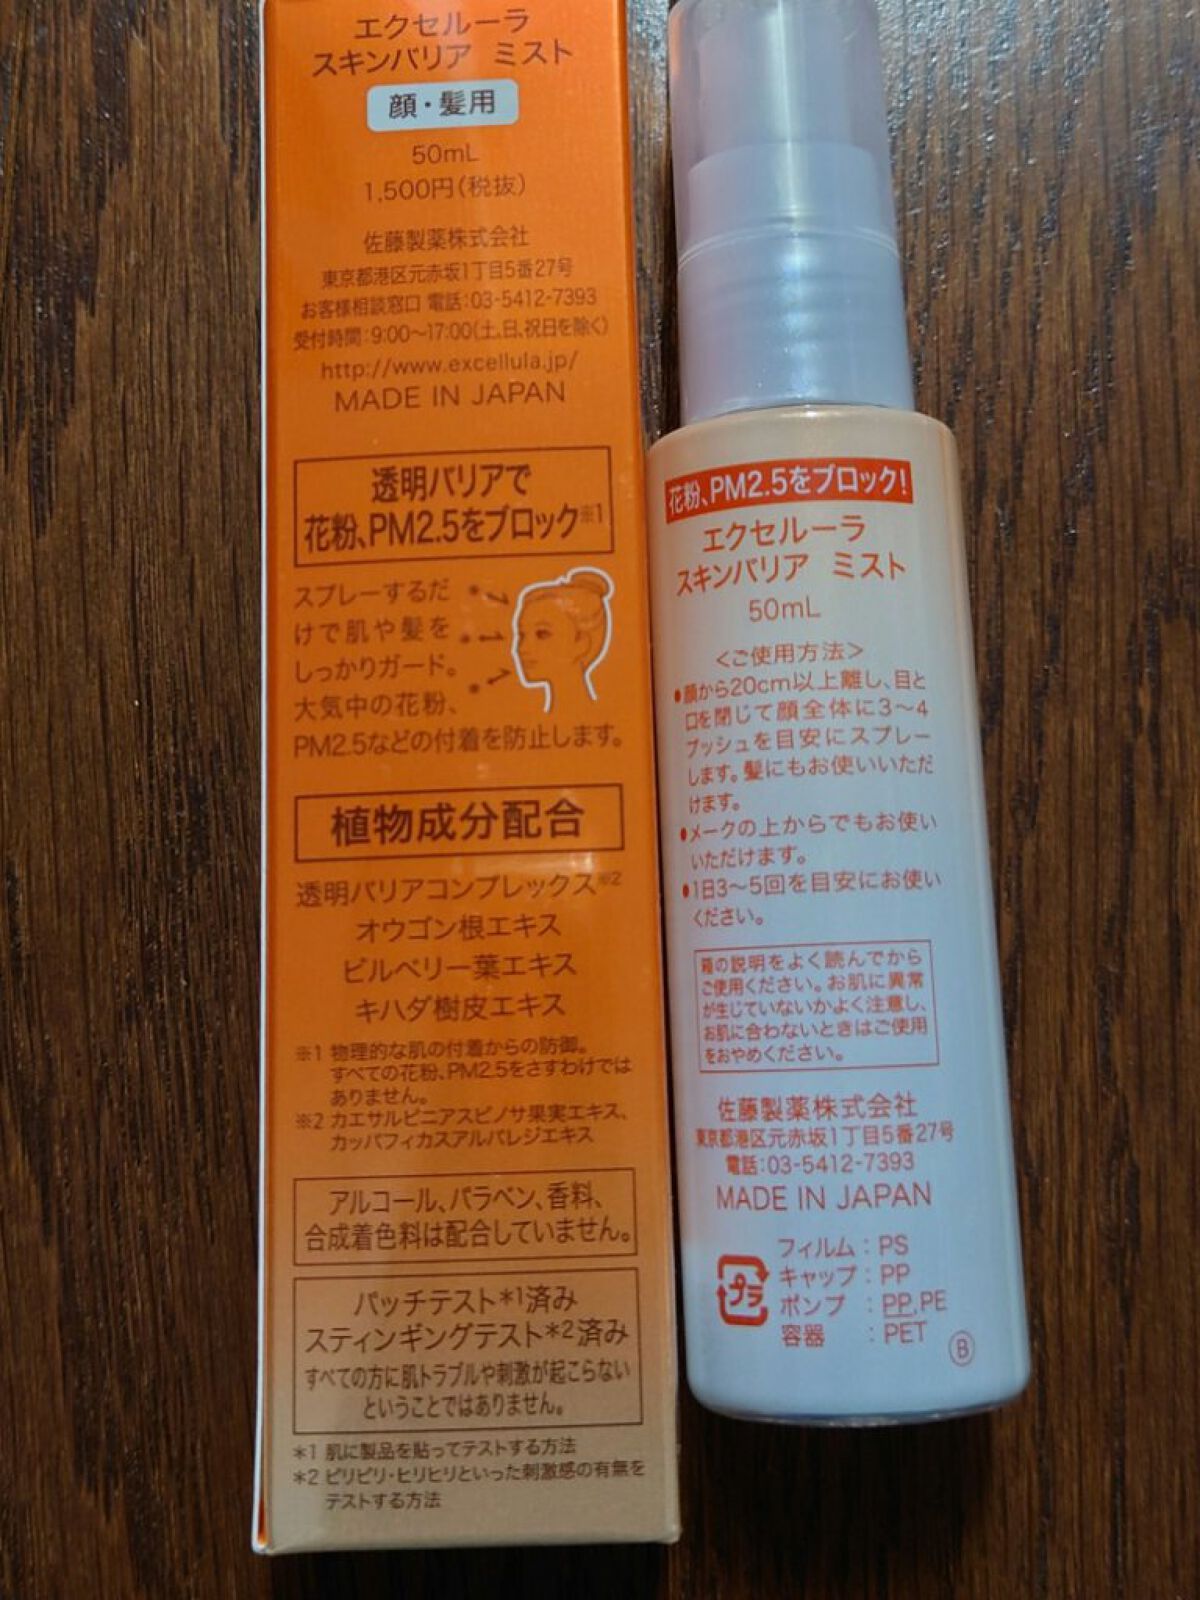 エクセルーラ
スキンバリア ミスト
顔・髪用
50mL
1,500円(税抜)
佐藤製薬株式会社
東京都港区元赤坂1丁目5番27号
お客様相談窓口 電話:03-5412-7393
受付時間:9:00〜17:00(土、日、祝日を除く)
http://www.excellula.jp/
MADE IN JAPAN
透明バリアで
花粉、PM2.5をブロック※1
スプレーするだ
けで肌や髪を
しっかりガード。
大気中の花粉、
PM2.5などの付着を防止します。
植物成分配合
透明バリアコンプレックス※2
オウゴン根エキス
ビルベリー葉エキス
キハダ樹皮エキス
※1 物理的な肌の付着からの防御。
すべての花粉、PM2.5をさすわけでは
ありません。
※2 カエサルピニアスピノサ果実エキス、
カッパフィカスアルバレジエキス
アルコール、パラベン、香料、
合成着色料は配合していません。
パッチテスト*1済み
スティンギングテスト*2済み
すべての方に肌トラブルや刺激が起こらない
ということではありません。
*1 肌に製品を貼ってテストする方法
*2 ピリピリ・ヒリヒリといった刺激感の有無を
テストする方法
花粉、PM2.5をブロック!
エクセルーラ
スキンバリア ミスト
50mL
<ご使用方法>
●顔から20cm以上離し、目と
口を閉じて顔全体に3〜4
プッシュを目安にスプレー
します。髪にもお使いいただ
けます。
●メークの上からでもお使い
いただけます。
●1日3〜5回を目安にお使い
ください。
箱の説明をよく読んでから
ご使用ください。お肌に異常
が生じていないかよく注意し、
お肌に合わないときはご使用
をおやめください。
佐藤製薬株式会社
東京都港区元赤坂1丁目5番27号
電話:03-5412-7393
MADE IN JAPAN
プラ
フィルム:PS
キャップ:PP
ポンプ:PP,PE
容器:PET
B